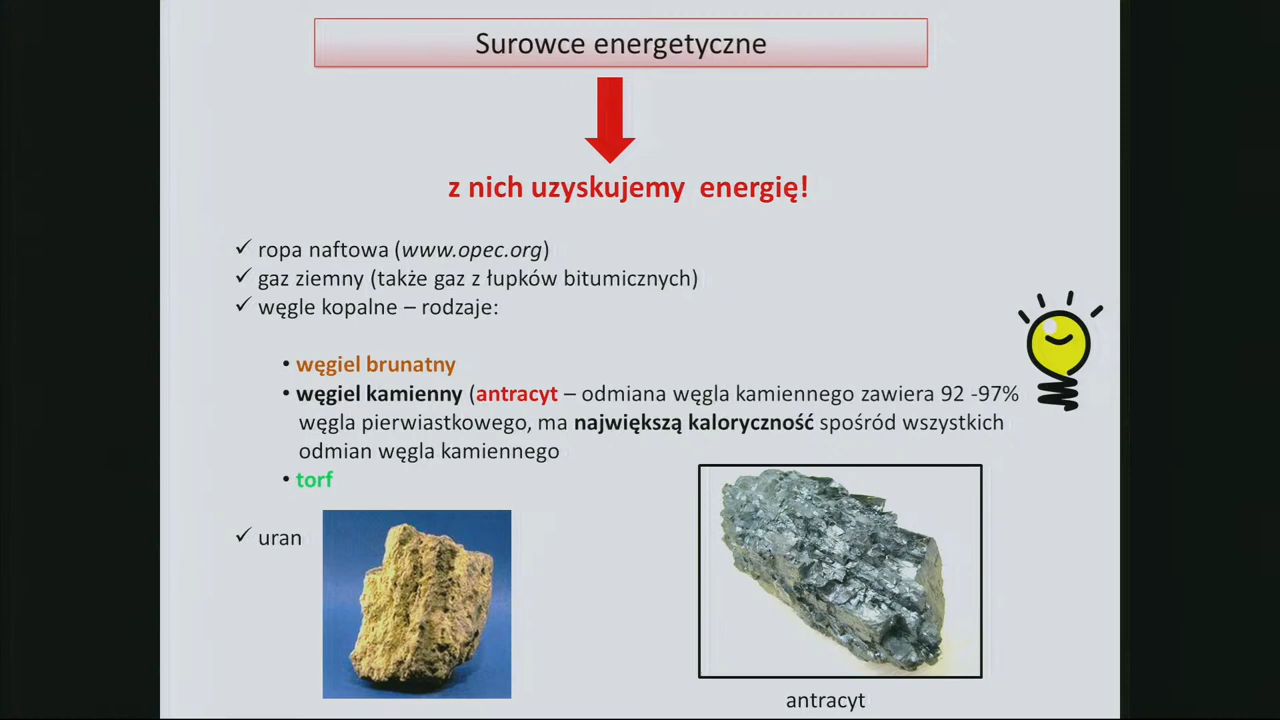 Surowce energetyczne
z nich uzyskujemy energię!
✓ ropa naftowa (www.opec.org)
✓ gaz ziemny (także gaz z łupków bitumicznych)
✓ węgle kopalne – rodzaje:
• węgiel brunatny
• węgiel kamienny (antracyt – odmiana węgla kamiennego zawiera 92 -97%
węgla pierwiastkowego, ma największą kaloryczność spośród wszystkich
odmian węgla kamiennego
• torf
✓ uran
antracyt